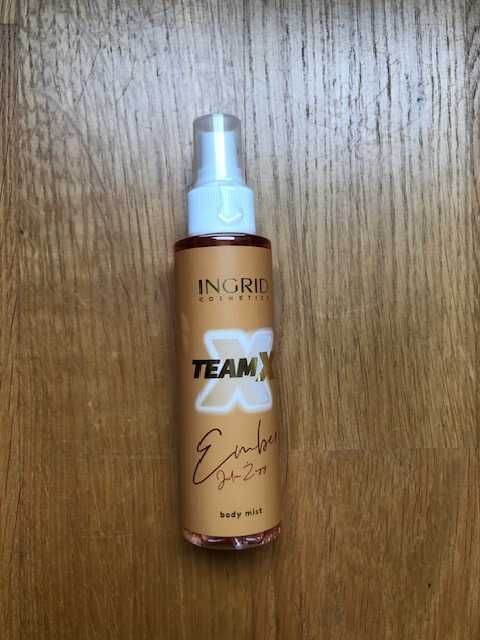 INGRID
COSMETICS
TEAM X
Ember
body mist